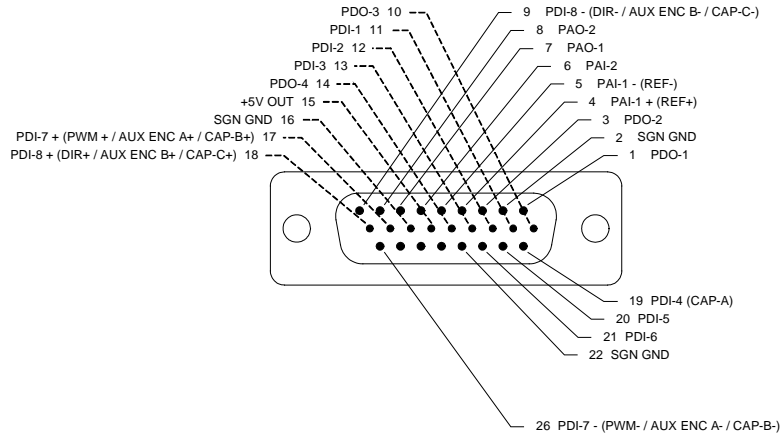 PDO-3 10
PDI-1 11
PDI-2 12
PDI-3 13
PDO-4 14
+5V OUT 15
SGN GND 16
PDI-7 + (PWM + / AUX ENC A+ / CAP-B+) 17
PDI-8 + (DIR+ / AUX ENC B+ / CAP-C+) 18
9 PDI-8 - (DIR- / AUX ENC B- / CAP-C-)
8 PAO-2
7 PAO-1
6 PAI-2
5 PAI-1 - (REF-)
4 PAI-1 + (REF+)
3 PDO-2
2 SGN GND
1 PDO-1
19 PDI-4 (CAP-A)
20 PDI-5
21 PDI-6
22 SGN GND
26 PDI-7 - (PWM- / AUX ENC A- / CAP-B-)